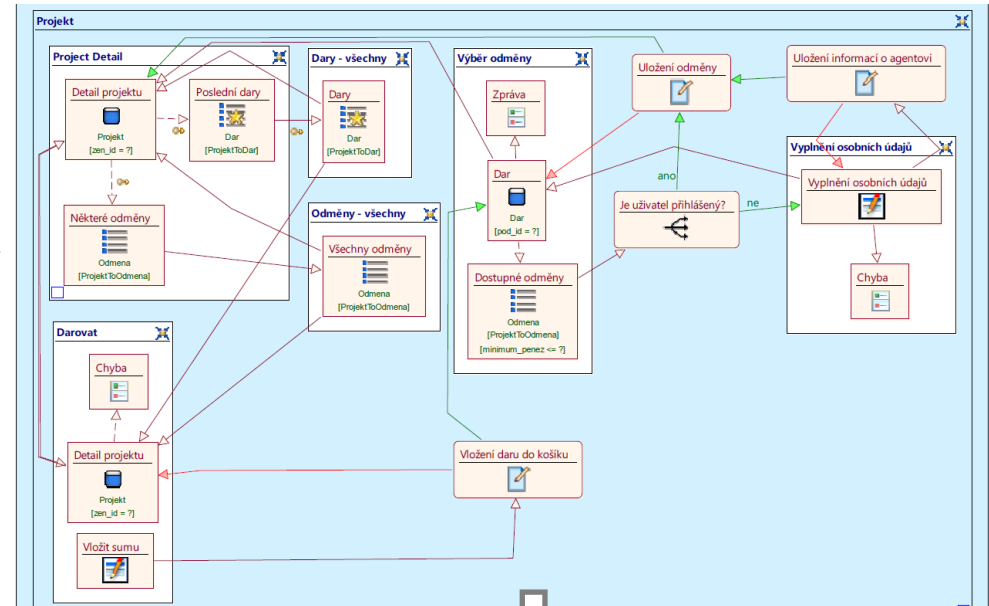 Projekt
Project Detail
Detail projektu
Projekt
[zen_id = ?]
Poslední dary
Dar
[ProjektToDar]
Některé odměny
Odmena
[ProjektToOdmena]
Dary - všechny
Dary
Dar
[ProjektToDar]
Odměny - všechny
Všechny odměny
Odmena
[ProjektToOdmena]
Výběr odměny
Zpráva
Dar
Dar
[pod_id = ?]
Dostupné odměny
Odmena
[ProjektToOdmena]
[minimum_penez <= ?]
Uložení odměny
Uložení informací o agentovi
ano
Je uživatel přihlášený?
ne
Vyplnění osobních údajů
Vyplnění osobních údajů
Chyba
Darovat
Chyba
Detail projektu
Projekt
[zen_id = ?]
Vložit sumu
Vložení daru do košíku